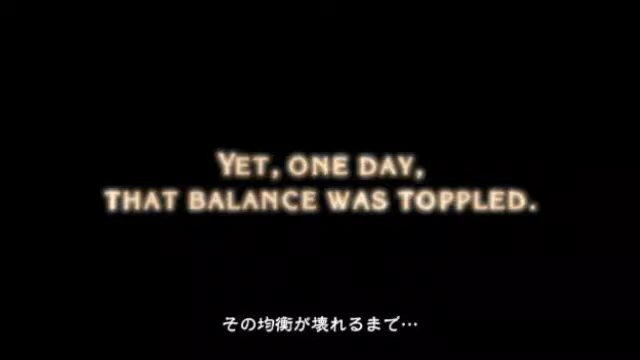 YET, ONE DAY,
THAT BALANCE WAS TOPPLED.
その均衡が壊れるまで…